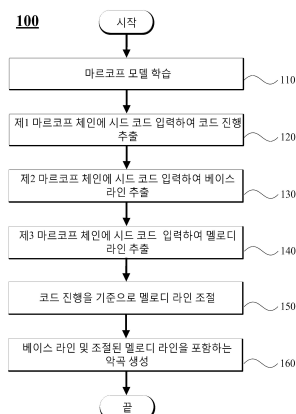 100
시작
마르코프 모델 학습
110
제1 마르코프 체인에 시드 코드 입력하여 코드 진행
추출
120
제2 마르코프 체인에 시드 코드 입력하여 베이스
라인 추출
130
제3 마르코프 체인에 시드 코드 입력하여 멜로디
라인 추출
140
코드 진행을 기준으로 멜로디 라인 조절
150
베이스 라인 및 조절된 멜로디 라인을 포함하는
악곡 생성
160
끝